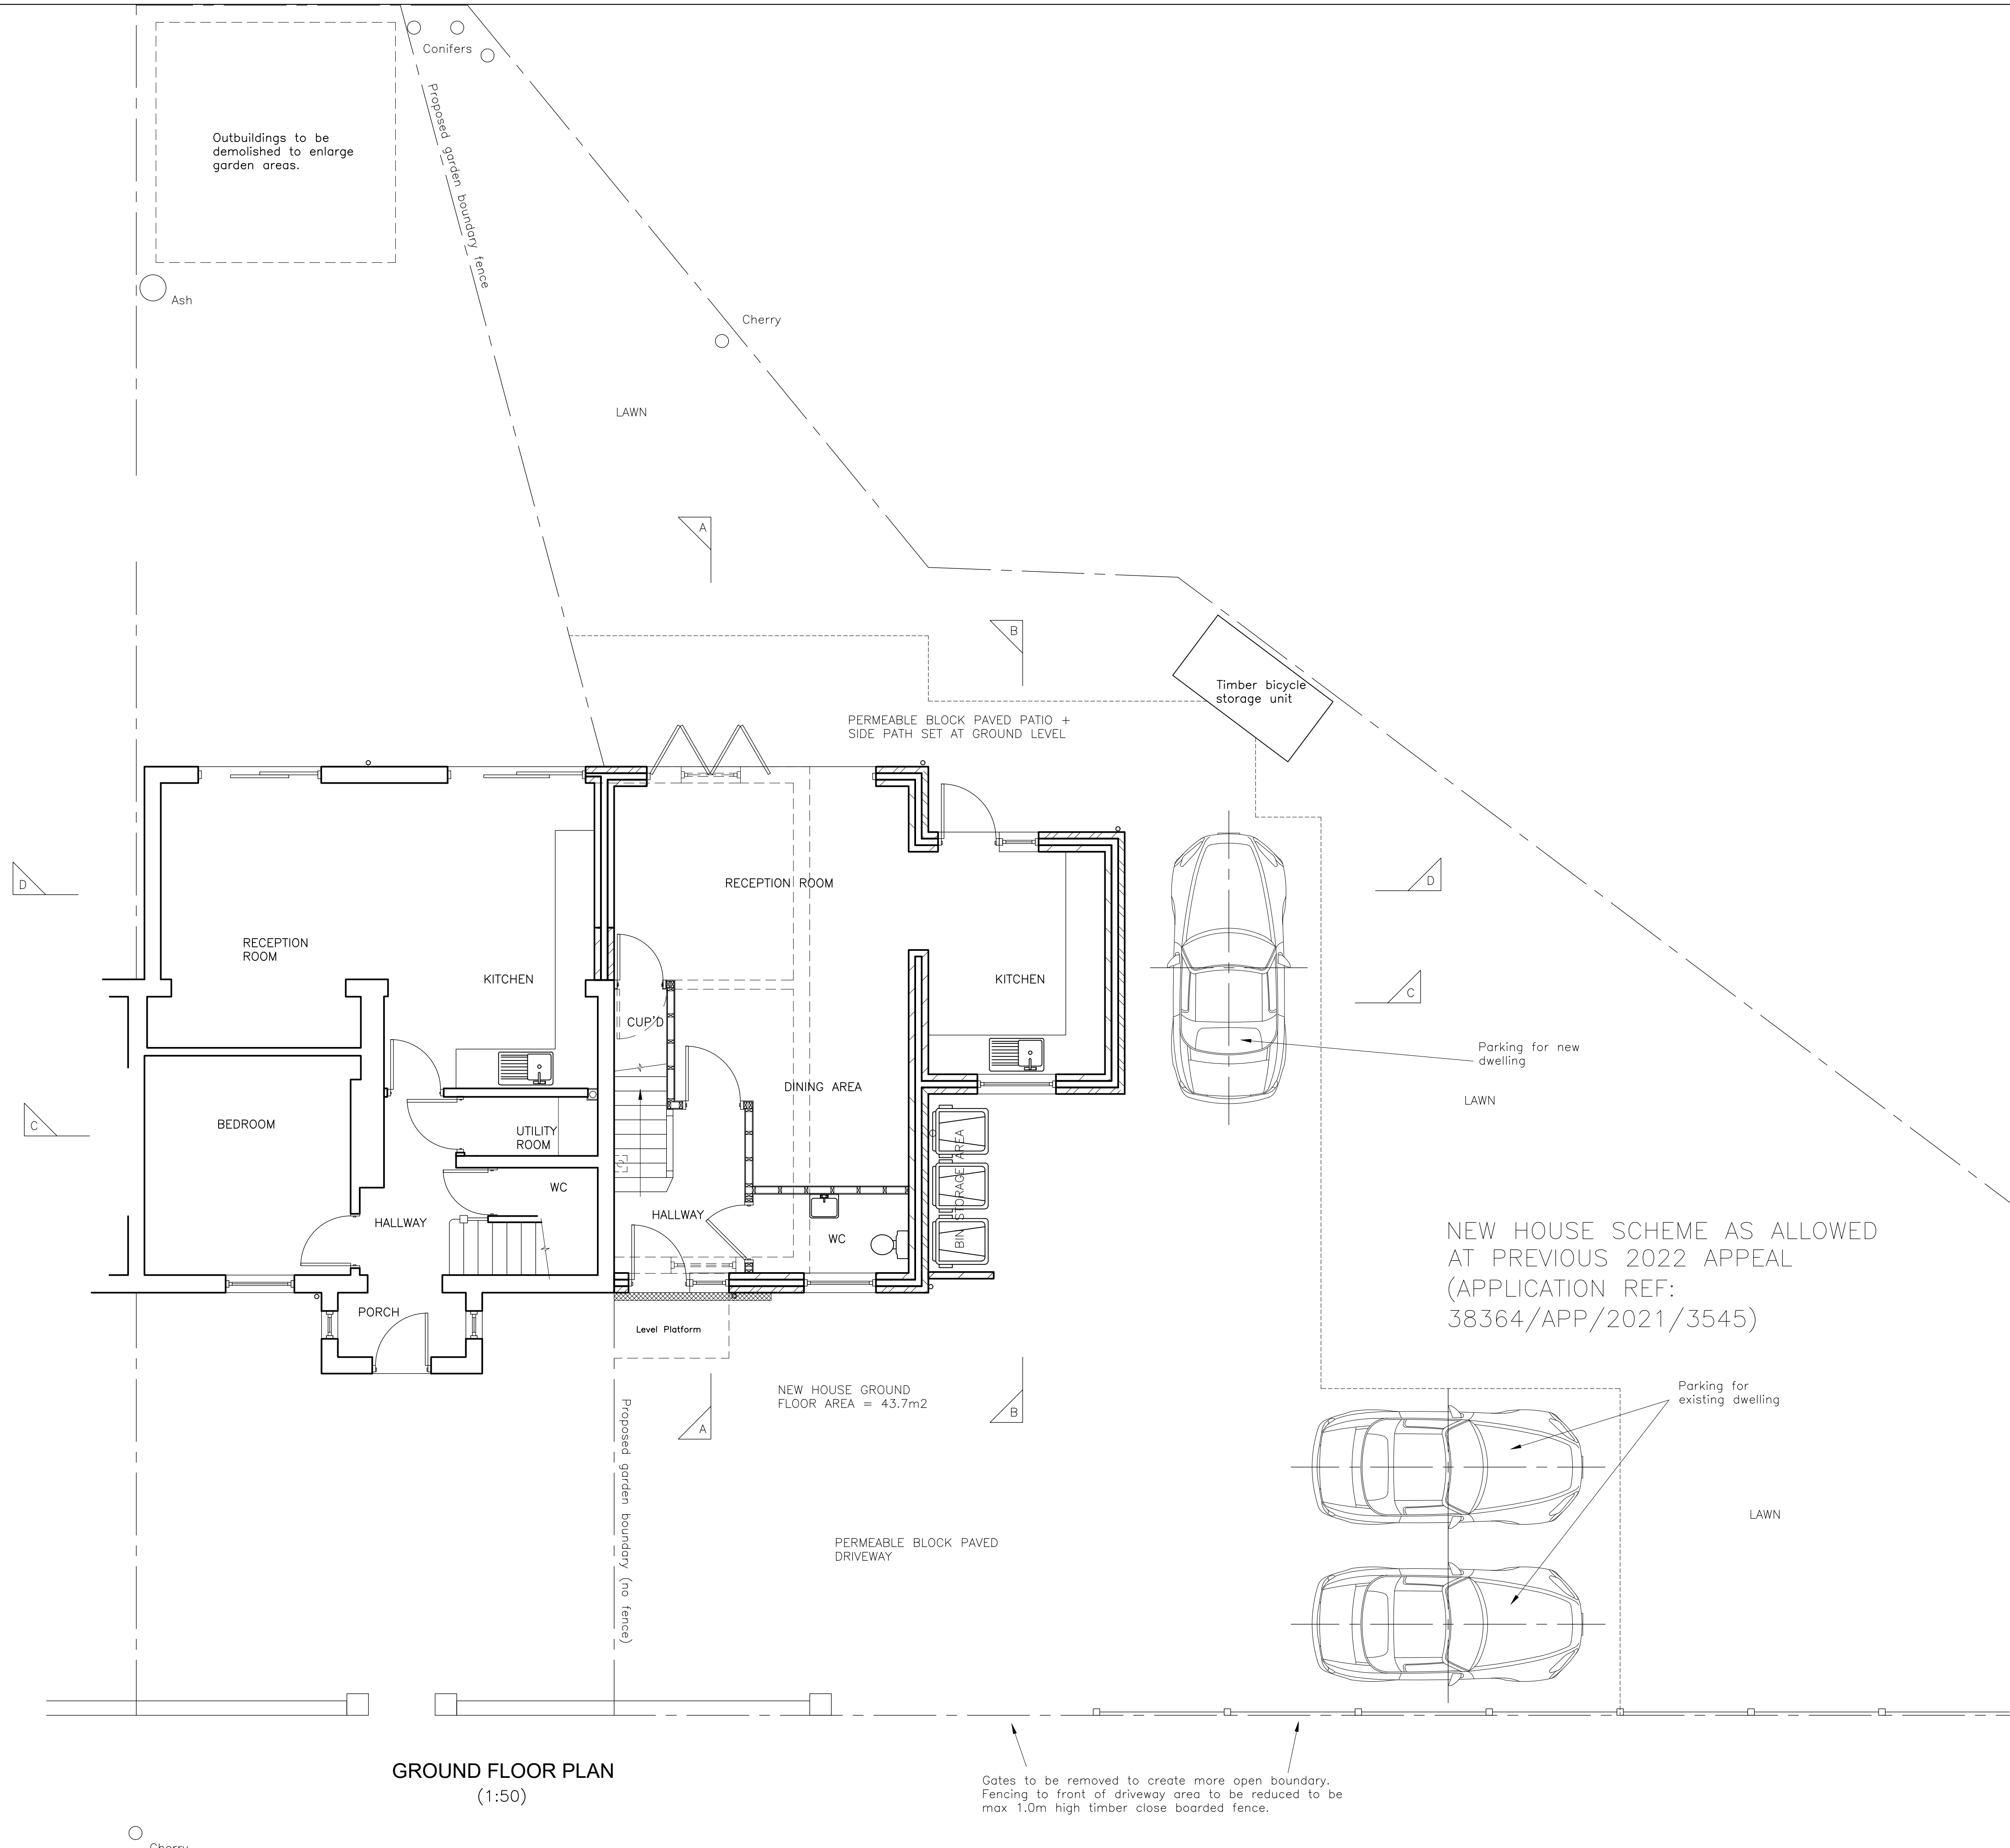 Conifers
Proposed garden boundary fence
Outbuildings to be
demolished to enlarge
garden areas.
Ash
Cherry
LAWN
A
B
Timber bicycle
storage unit
PERMEABLE BLOCK PAVED PATIO +
SIDE PATH SET AT GROUND LEVEL
D
RECEPTION ROOM
D
RECEPTION
ROOM
KITCHEN
KITCHEN
C
CUP'D
Parking for new
dwelling
DINING AREA
LAWN
C
BEDROOM
UTILITY
ROOM
BIN STORAGE AREA
WC
HALLWAY
HALLWAY
WC
NEW HOUSE SCHEME AS ALLOWED
AT PREVIOUS 2022 APPEAL
(APPLICATION REF:
38364/APP/2021/3545)
PORCH
Level Platform
NEW HOUSE GROUND
FLOOR AREA = 43.7m2
Parking for
existing dwelling
A
B
Proposed garden boundary (no fence)
LAWN
PERMEABLE BLOCK PAVED
DRIVEWAY
GROUND FLOOR PLAN
(1:50)
Gates to be removed to create more open boundary.
Fencing to front of driveway area to be reduced to be
max 1.0m high timber close boarded fence.
Cherry